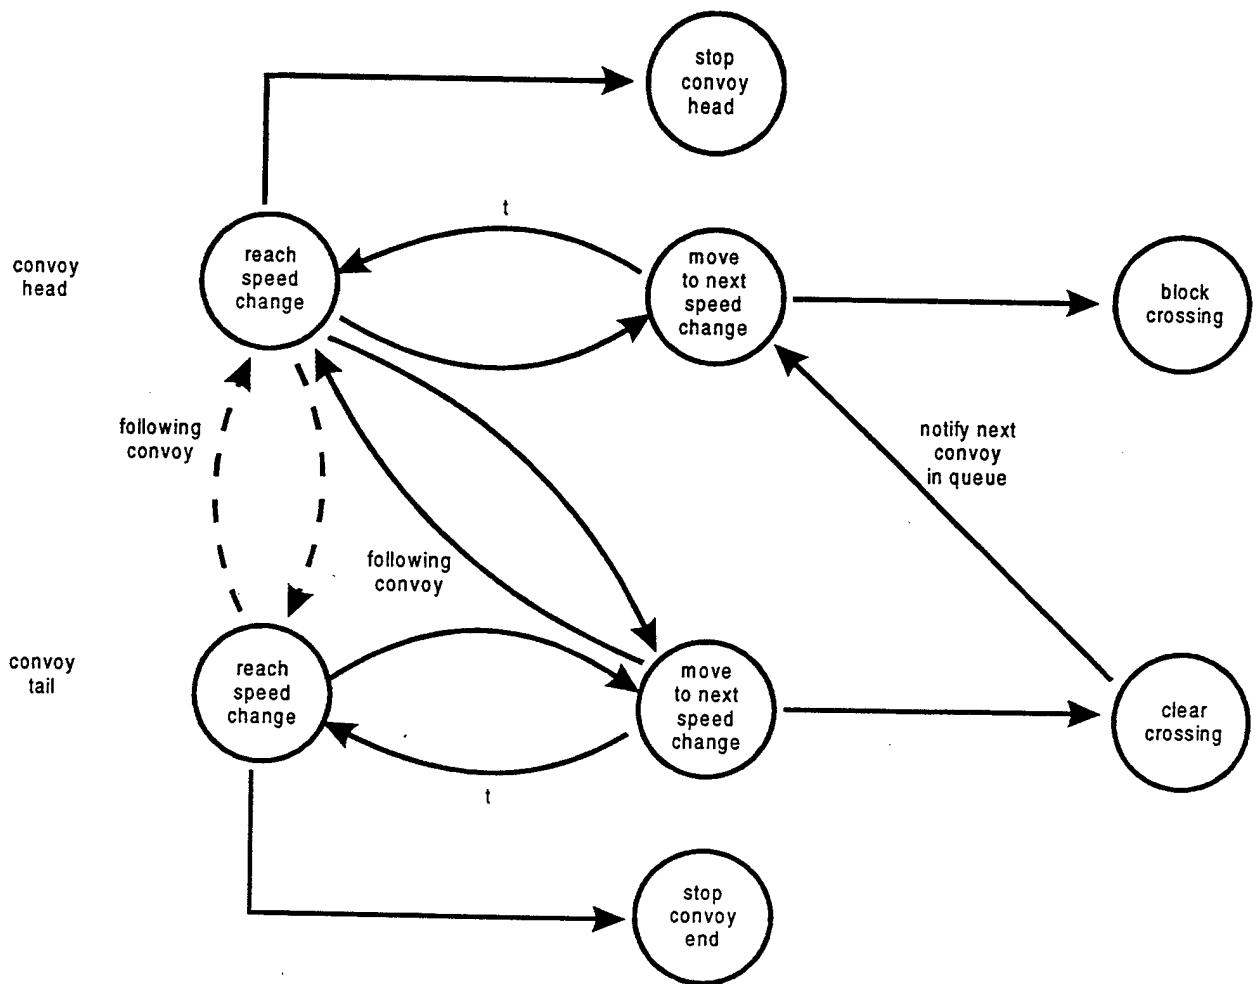 stop
convoy
head
t
convoy
head
reach
speed
change
move
to next
speed
change
block
crossing
following
convoy
notify next
convoy
in queue
following
convoy
convoy
tail
reach
speed
change
move
to next
speed
change
clear
crossing
t
stop
convoy
end